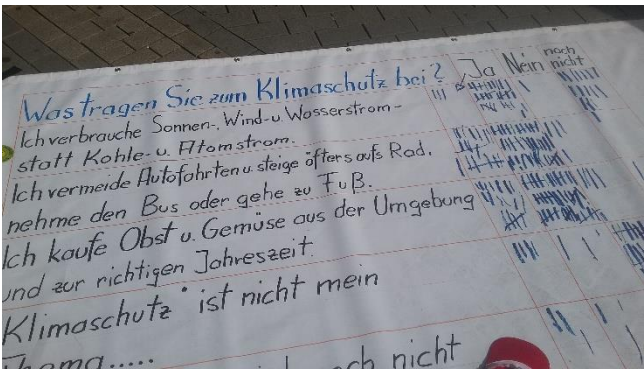 Was tragen Sie zum Klimaschutz bei? Ja Nein noch nicht
Ich verbrauche Sonnen-, Wind- u. Wasserstrom-
statt Kohle- u. Atomstrom.
Ich vermeide Autofahrten u. steige öfters aufs Rad,
nehme den Bus oder gehe zu Fuß.
Ich kaufe Obst u. Gemüse aus der Umgebung
und zur richtigen Jahreszeit.
Klimaschutz ist nicht mein
Thema.....
noch nicht